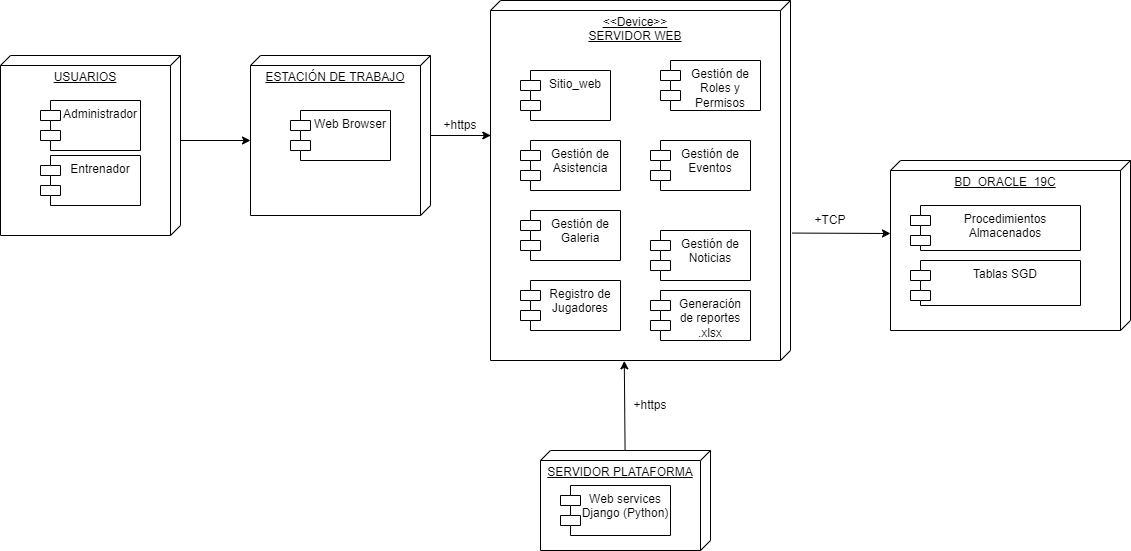 USUARIOS
Administrador
Entrenador
ESTACIÓN DE TRABAJO
Web Browser
+https
<<Device>>
SERVIDOR WEB
Sitio_web
Gestión de
Roles y
Permisos
Gestión de
Asistencia
Gestión de
Eventos
Gestión de
Galeria
Gestión de
Noticias
Registro de
Jugadores
Generación
de reportes
.xlsx
+TCP
BD_ORACLE_19C
Procedimientos
Almacenados
Tablas SGD
+https
SERVIDOR PLATAFORMA
Web services
Django (Python)